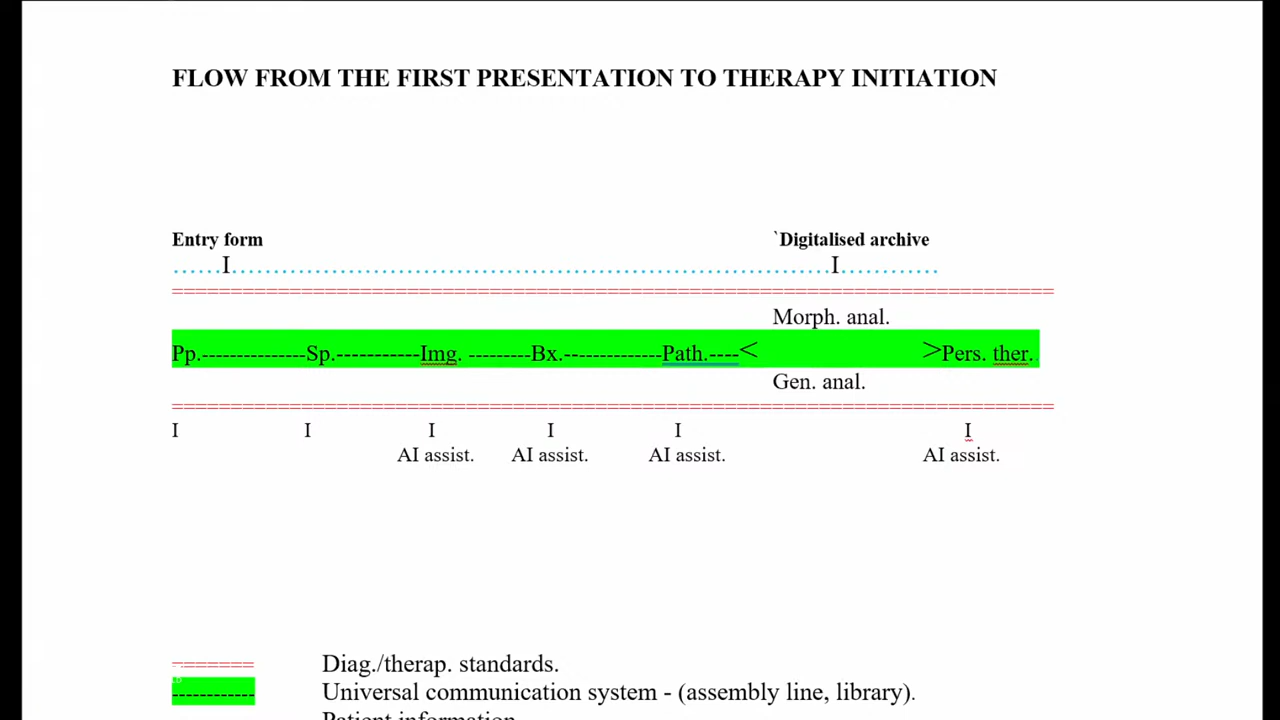 FLOW FROM THE FIRST PRESENTATION TO THERAPY INITIATION
Entry form `Digitalised archive
......I.........................................................................I............
===========================================================================
Morph. anal.
Pp.---------------Sp.-----------Img. ---------Bx.--------------Path.----< >Pers. ther.
Gen. anal.
===========================================================================
I I I I I I
AI assist. AI assist. AI assist. AI assist.
======= Diag./therap. standards.
------------ Universal communication system - (assembly line, library).
Patient information